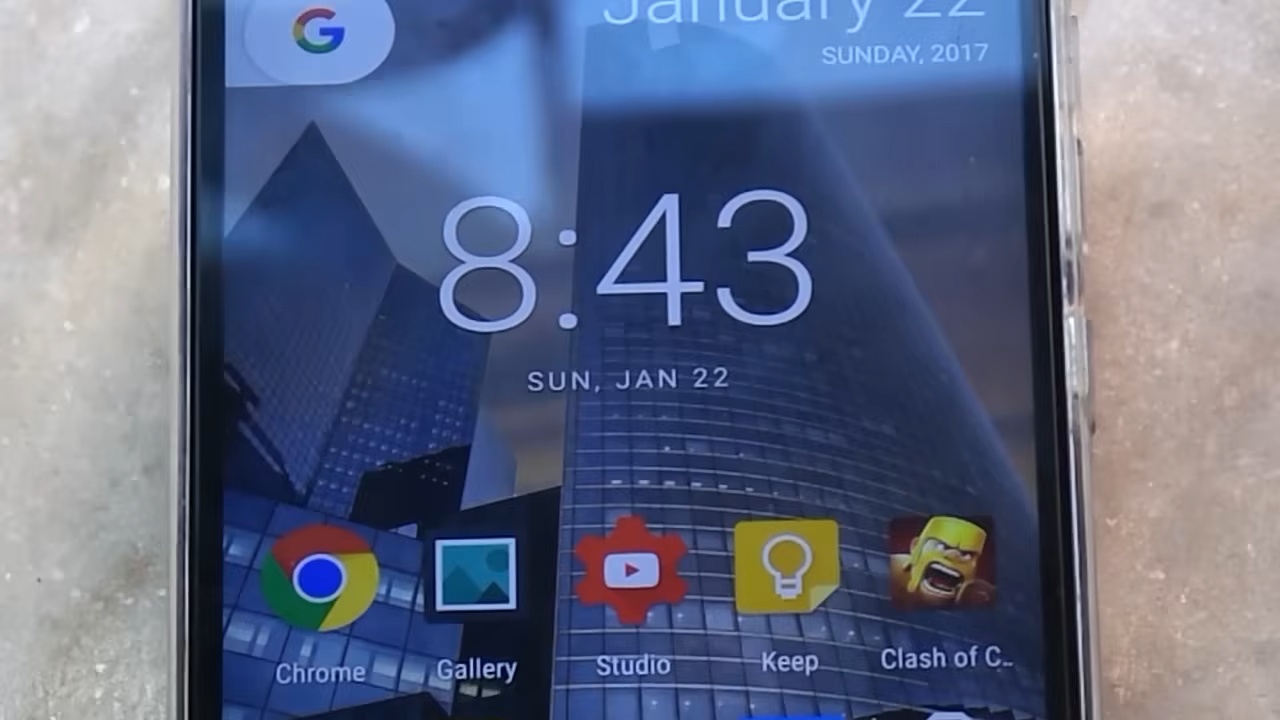 G
January 22
SUNDAY, 2017
8:43
SUN, JAN 22
Chrome
Gallery
Studio
Keep
Clash of C..